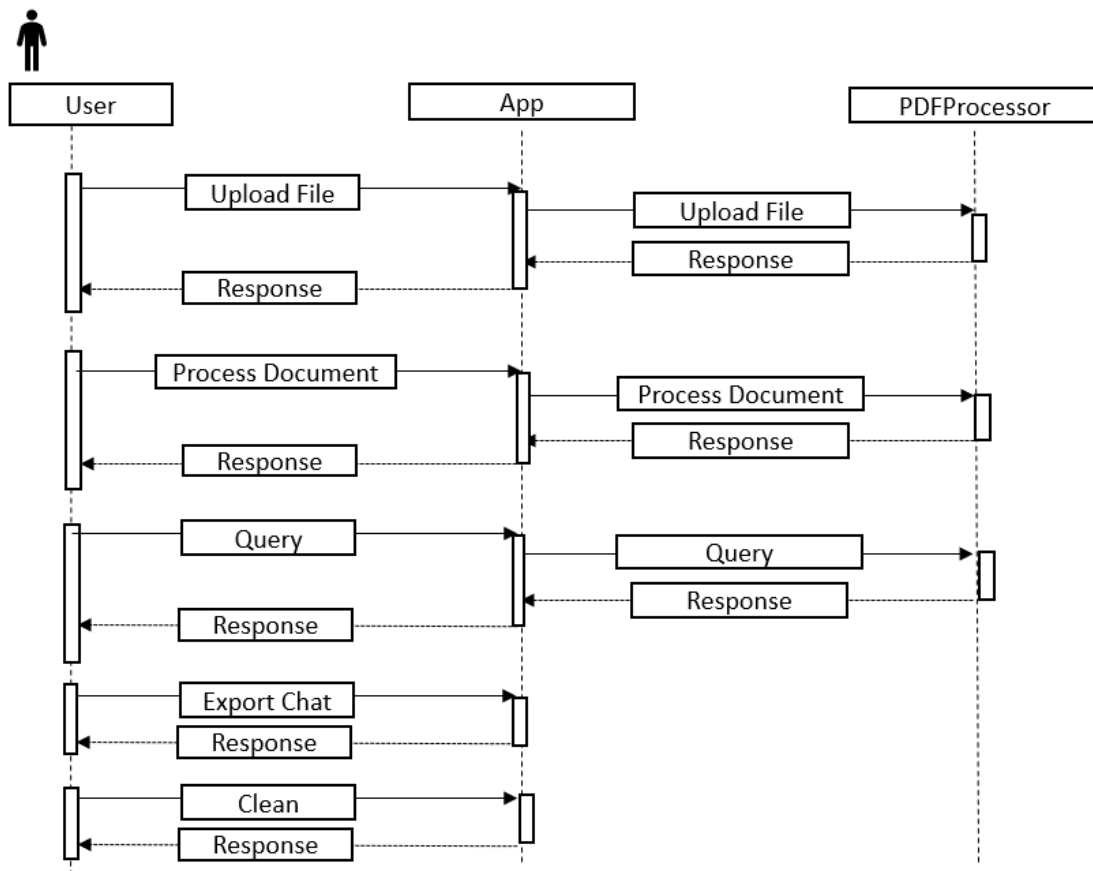 User
App
PDFProcessor
Upload File
Upload File
Response
Response
Process Document
Process Document
Response
Response
Query
Query
Response
Response
Export Chat
Response
Clean
Response